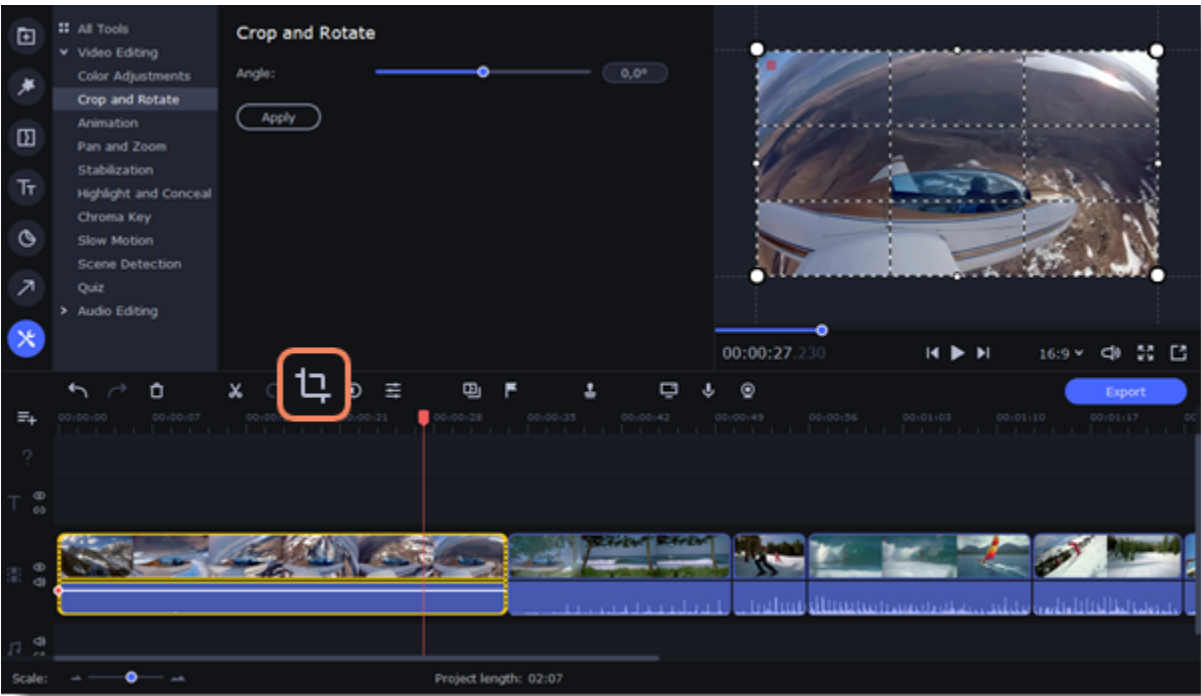 All Tools
Video Editing
Color Adjustments
Crop and Rotate
Animation
Pan and Zoom
Stabilization
Highlight and Conceal
Chroma Key
Slow Motion
Scene Detection
Quiz
Audio Editing
Crop and Rotate
Angle:
0,0°
Apply
00:00:27.230
16:9
Export
00:00:00 00:00:07 00:00:28 00:00:35 00:00:42 00:00:49 00:00:56 00:01:03 00:01:10 00:01:17
Scale:
Project length: 02:07